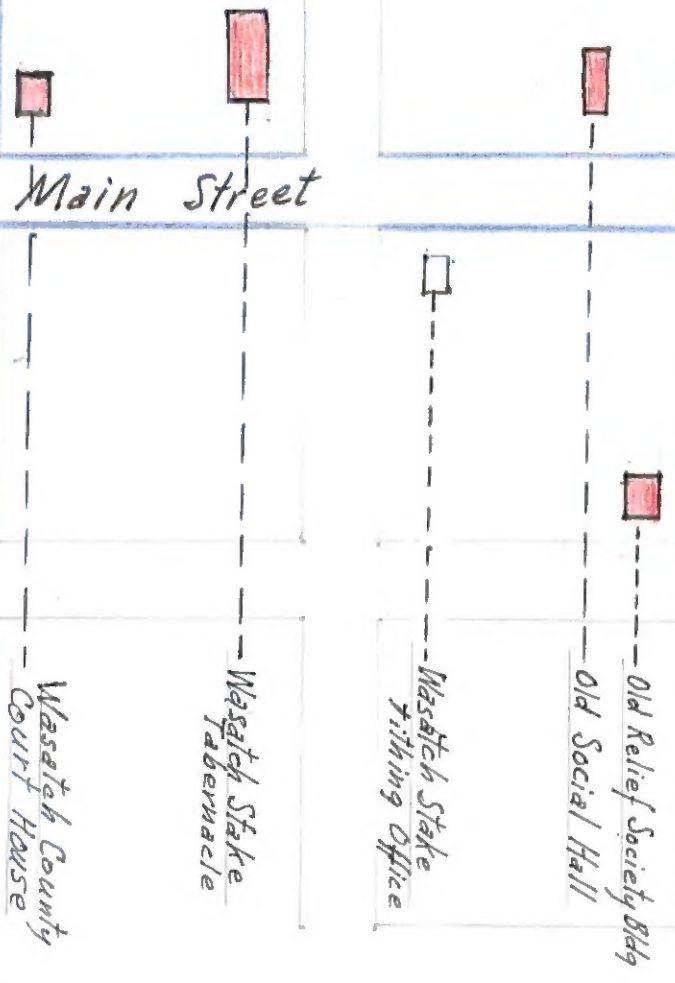 Main Street
Wasatch County
Court House
Wasatch Stake
Tabernacle
Wasatch Stake
Tithing Office
Old Social Hall
Old Relief Society Bldg